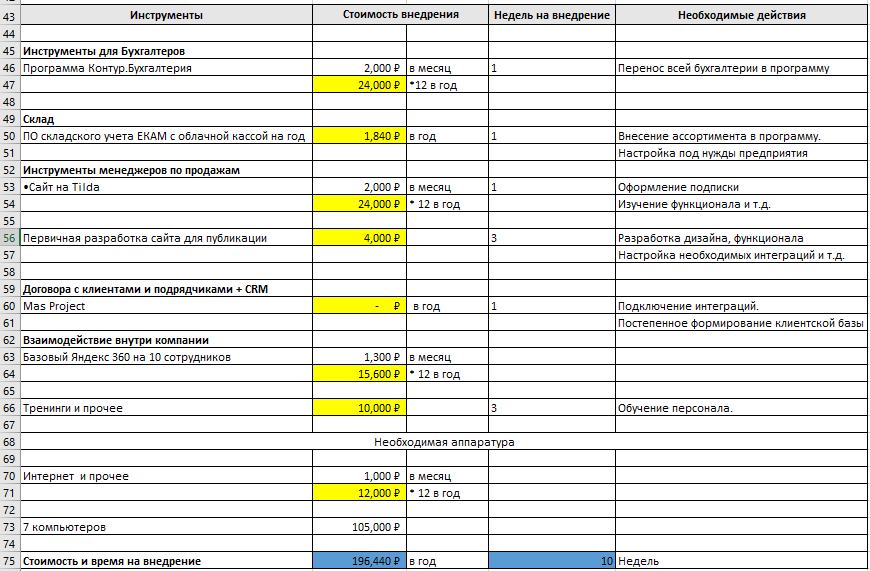 43 Инструменты Стоимость внедрения Недель на внедрение Необходимые действия
44
45 Инструменты для Бухгалтеров
46 Программа Контур.Бухгалтерия 2,000 ₽ в месяц 1 Перенос всей бухгалтерии в программу
47 24,000 ₽ *12 в год
48
49 Склад
50 ПО складского учета ЕКАМ с облачной кассой на год 1,840 ₽ в год 1 Внесение ассортимента в программу.
51 Настройка под нужды предприятия
52 Инструменты менеджеров по продажам
53 •Сайт на Tilda 2,000 ₽ в месяц 1 Оформление подписки
54 24,000 ₽ * 12 в год Изучение функционала и т.д.
55
56 Первичная разработка сайта для публикации 4,000 ₽ 3 Разработка дизайна, функционала
57 Настройка необходимых интеграций и т.д.
58
59 Договора с клиентами и подрядчиками + CRM
60 Mas Project - ₽ в год 1 Подключение интеграций.
61 Постепенное формирование клиентской базы
62 Взаимодействие внутри компании
63 Базовый Яндекс 360 на 10 сотрудников 1,300 ₽ в месяц
64 15,600 ₽ * 12 в год
65
66 Тренинги и прочее 10,000 ₽ 3 Обучение персонала.
67
68 Необходимая аппаратура
69
70 Интернет и прочее 1,000 ₽ в месяц
71 12,000 ₽ * 12 в год
72
73 7 компьютеров 105,000 ₽
74
75 Стоимость и время на внедрение 196,440 ₽ в год 10 Недель